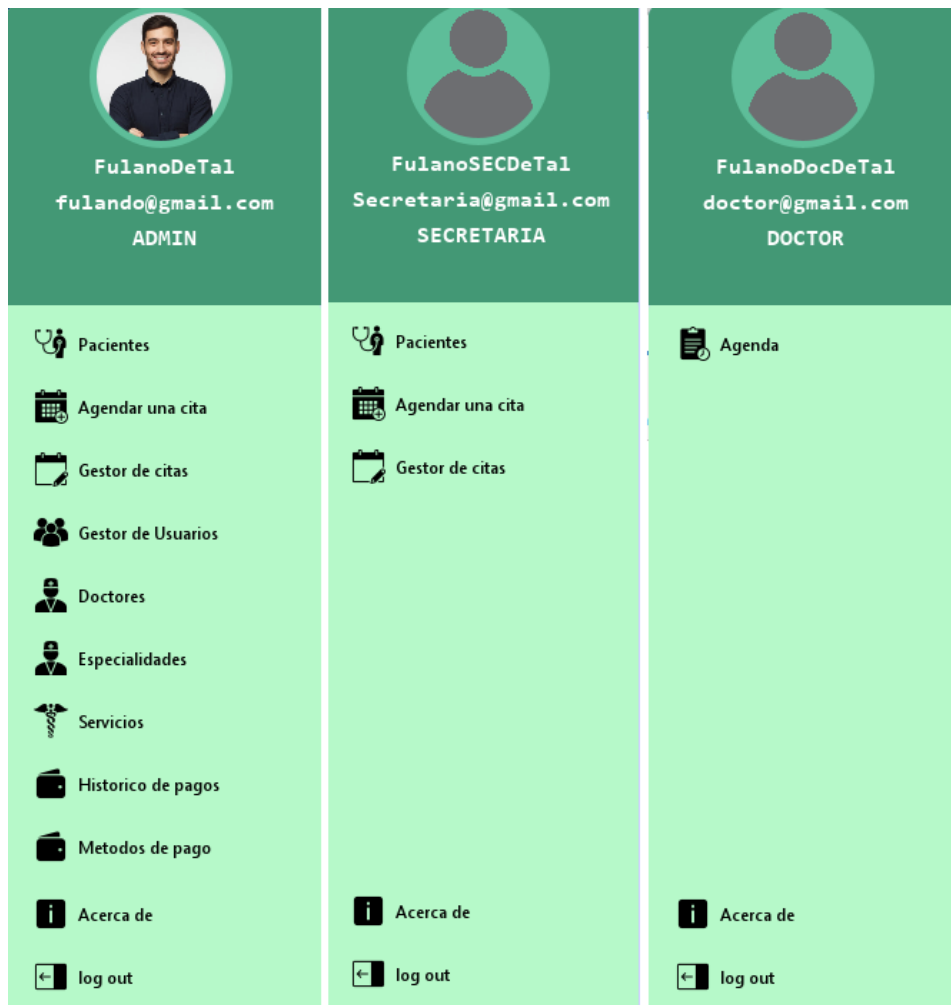 FulanoDeTal
fulando@gmail.com
ADMIN
Pacientes
Agendar una cita
Gestor de citas
Gestor de Usuarios
Doctores
Especialidades
Servicios
Historico de pagos
Metodos de pago
Acerca de
log out
FulanoSECDeTal
Secretaria@gmail.com
SECRETARIA
Pacientes
Agendar una cita
Gestor de citas
Acerca de
log out
FulanoDocDeTal
doctor@gmail.com
DOCTOR
Agenda
Acerca de
log out